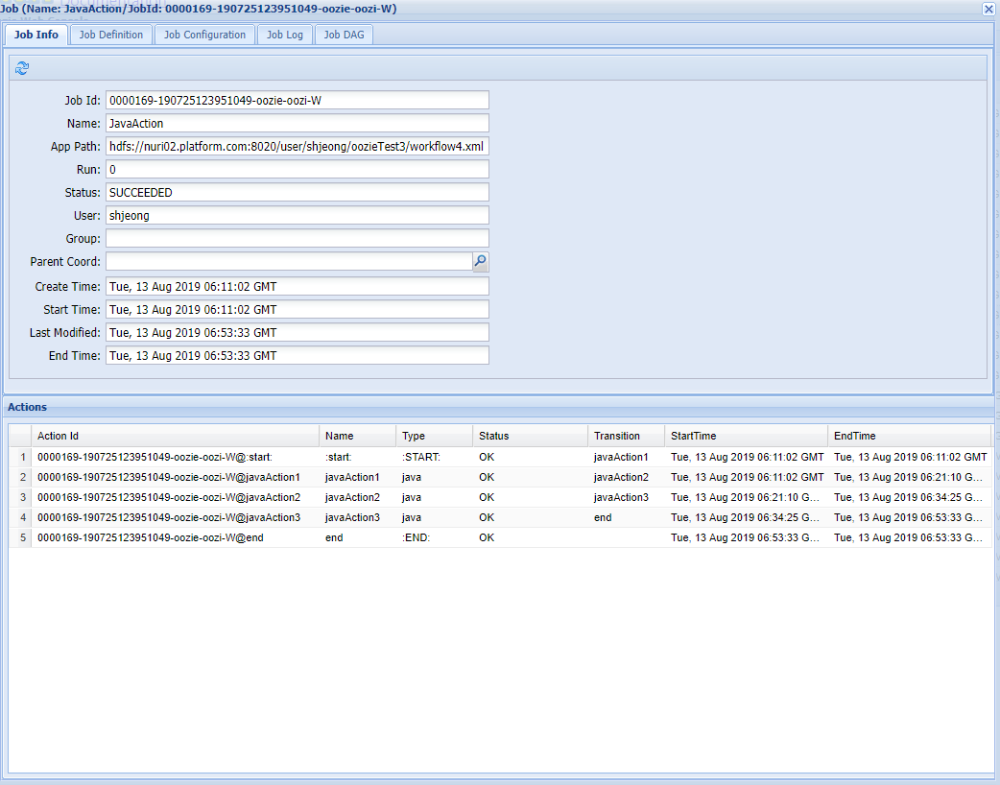 Job (Name: JavaAction/JobId: 0000169-190725123951049-oozie-oozi-W)
Job Info Job Definition Job Configuration Job Log Job DAG
Job Id: 0000169-190725123951049-oozie-oozi-W
Name: JavaAction
App Path: hdfs://nuri02.platform.com:8020/user/shjeong/oozieTest3/workflow4.xml
Run: 0
Status: SUCCEEDED
User: shjeong
Group:
Parent Coord:
Create Time: Tue, 13 Aug 2019 06:11:02 GMT
Start Time: Tue, 13 Aug 2019 06:11:02 GMT
Last Modified: Tue, 13 Aug 2019 06:53:33 GMT
End Time: Tue, 13 Aug 2019 06:53:33 GMT
Actions
Action Id Name Type Status Transition StartTime EndTime
1 0000169-190725123951049-oozie-oozi-W@:start: :start: :START: OK javaAction1 Tue, 13 Aug 2019 06:11:02 GMT Tue, 13 Aug 2019 06:11:02 GMT
2 0000169-190725123951049-oozie-oozi-W@javaAction1 javaAction1 java OK javaAction2 Tue, 13 Aug 2019 06:11:02 GMT Tue, 13 Aug 2019 06:21:10 G...
3 0000169-190725123951049-oozie-oozi-W@javaAction2 javaAction2 java OK javaAction3 Tue, 13 Aug 2019 06:21:10 G... Tue, 13 Aug 2019 06:34:25 G...
4 0000169-190725123951049-oozie-oozi-W@javaAction3 javaAction3 java OK end Tue, 13 Aug 2019 06:34:25 G... Tue, 13 Aug 2019 06:53:33 G...
5 0000169-190725123951049-oozie-oozi-W@end end :END: OK Tue, 13 Aug 2019 06:53:33 G... Tue, 13 Aug 2019 06:53:33 G...